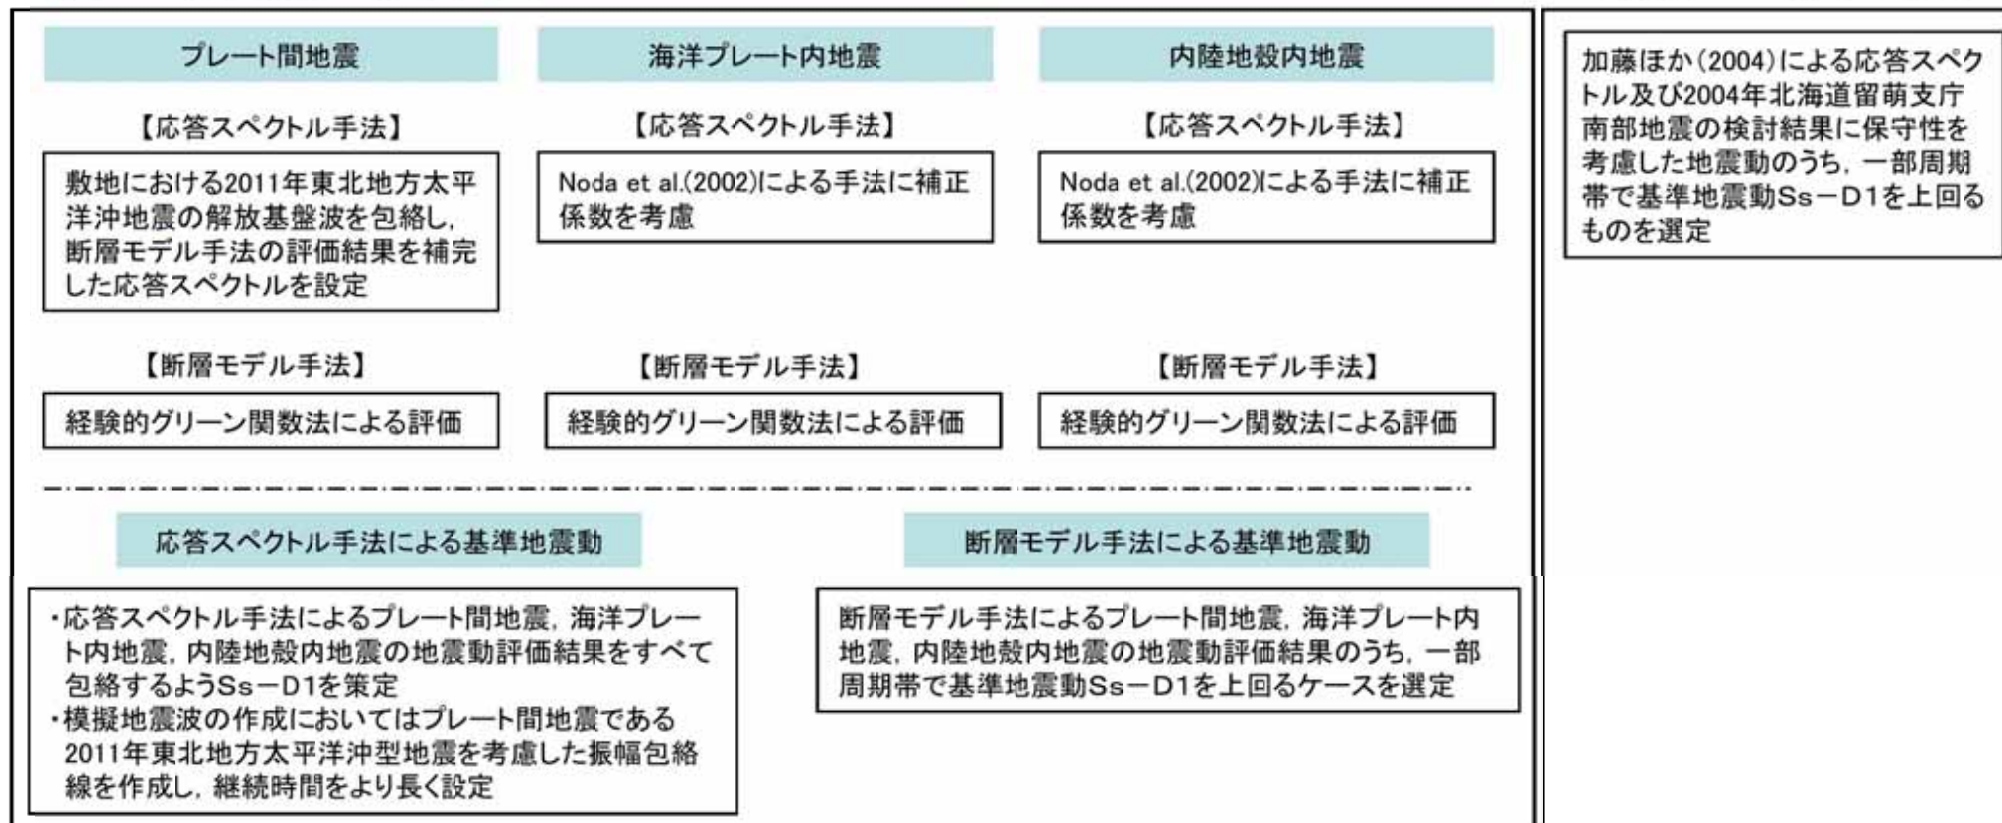 プレート間地震
【応答スペクトル手法】
敷地における2011年東北地方太平
洋沖地震の解放基盤波を包絡し,
断層モデル手法の評価結果を補完
した応答スペクトルを設定
【断層モデル手法】
経験的グリーン関数法による評価
海洋プレート内地震
【応答スペクトル手法】
Noda et al.(2002)による手法に補正
係数を考慮
【断層モデル手法】
経験的グリーン関数法による評価
内陸地殻内地震
【応答スペクトル手法】
Noda et al.(2002)による手法に補正
係数を考慮
【断層モデル手法】
経験的グリーン関数法による評価
応答スペクトル手法による基準地震動
・応答スペクトル手法によるプレート間地震, 海洋プレー
ト内地震, 内陸地殻内地震の地震動評価結果をすべて
包絡するようSs-D1を策定
・模擬地震波の作成においてはプレート間地震である
2011年東北地方太平洋沖型地震を考慮した振幅包絡
線を作成し, 継続時間をより長く設定
断層モデル手法による基準地震動
断層モデル手法によるプレート間地震, 海洋プレート内
地震, 内陸地殻内地震の地震動評価結果のうち, 一部
周期帯で基準地震動Ss-D1を上回るケースを選定
加藤ほか(2004)による応答スペク
トル及び2004年北海道留萌支庁
南部地震の検討結果に保守性を
考慮した地震動のうち, 一部周期
帯で基準地震動Ss-D1を上回る
ものを選定